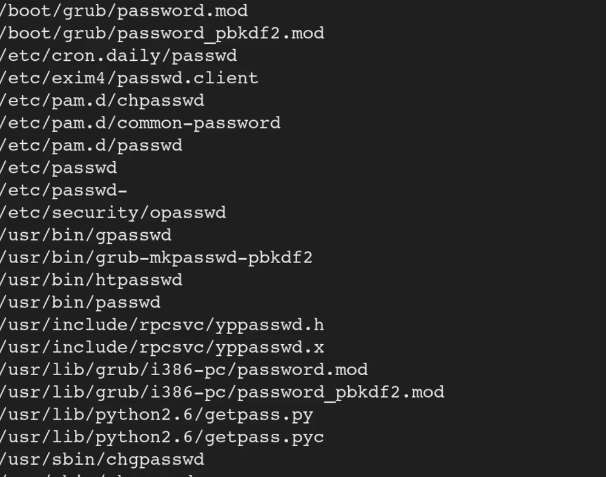 /boot/grub/password.mod
/boot/grub/password_pbkdf2.mod
/etc/cron.daily/passwd
/etc/exim4/passwd.client
/etc/pam.d/chpasswd
/etc/pam.d/common-password
/etc/pam.d/passwd
/etc/passwd
/etc/passwd-
/etc/security/opasswd
/usr/bin/gpasswd
/usr/bin/grub-mkpasswd-pbkdf2
/usr/bin/htpasswd
/usr/bin/passwd
/usr/include/rpcsvc/yppasswd.h
/usr/include/rpcsvc/yppasswd.x
/usr/lib/grub/i386-pc/password.mod
/usr/lib/grub/i386-pc/password_pbkdf2.mod
/usr/lib/python2.6/getpass.py
/usr/lib/python2.6/getpass.pyc
/usr/sbin/chgpasswd